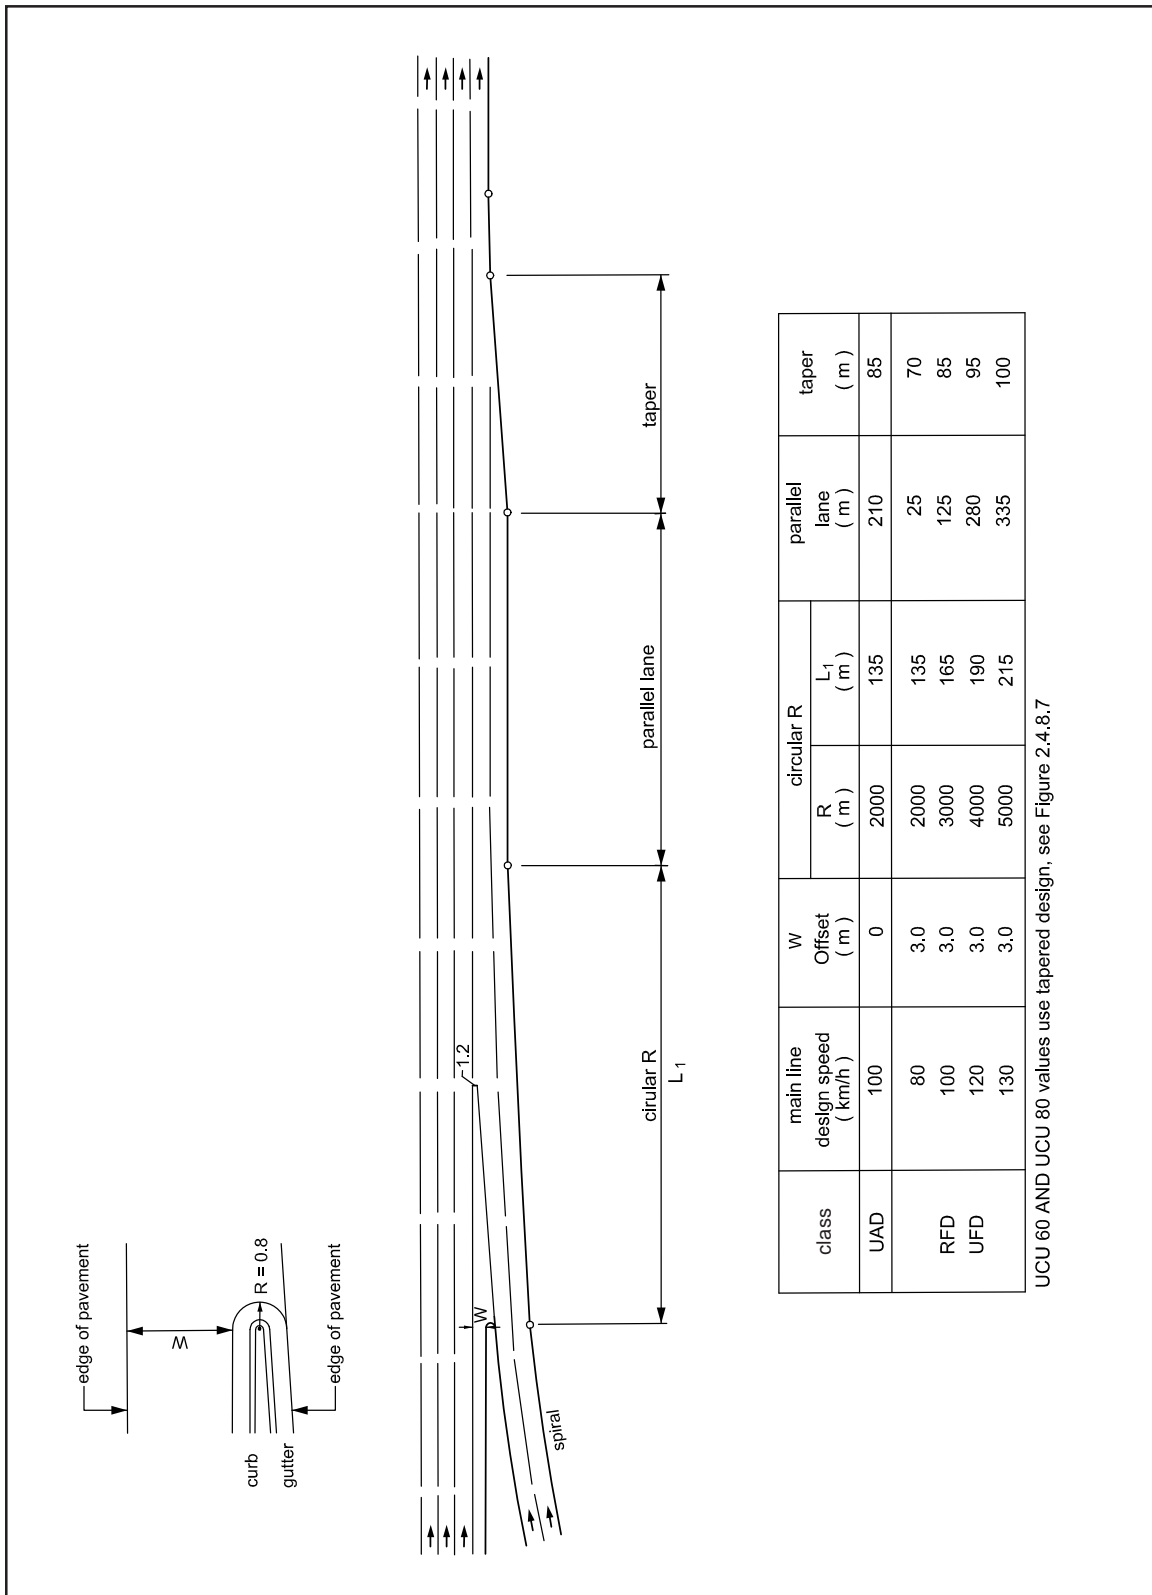 edge of pavement
W
R = 0.8
curb
gutter
edge of pavement
W
1.2
spiral
cirular R
L1
parallel lane
taper
class
main line
design speed
( km/h )
W
Offset
( m )
circular R
R
( m )
L1
( m )
parallel
lane
( m )
taper
( m )
UAD 100 0 2000 135 210 85
80 3.0 2000 135 25 70
RFD 100 3.0 3000 165 125 85
UFD 120 3.0 4000 190 280 95
130 3.0 5000 215 335 100
UCU 60 AND UCU 80 values use tapered design, see Figure 2.4.8.7